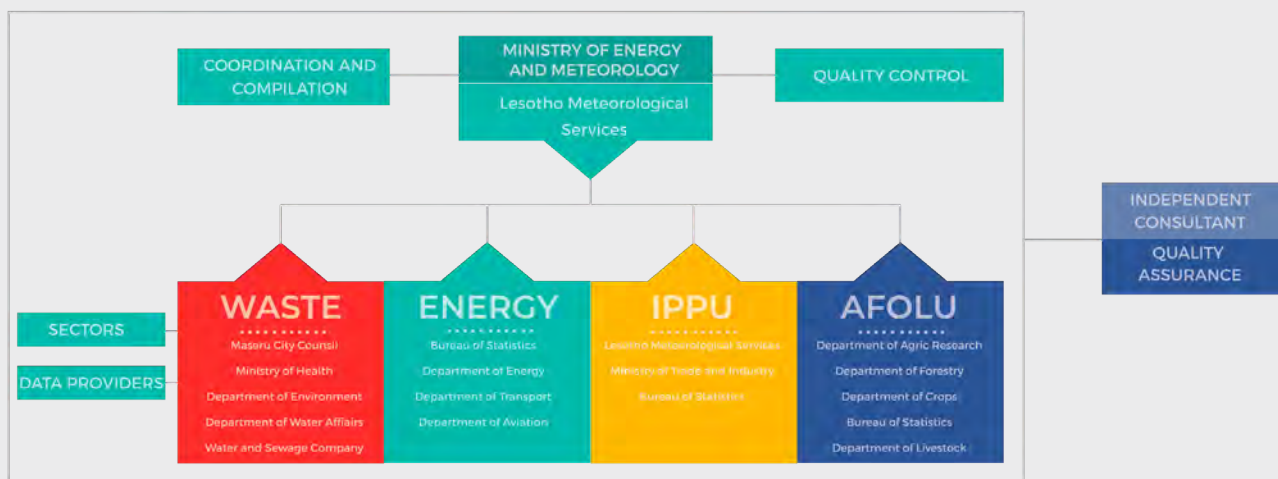 COORDINATION AND
COMPILATION
MINISTRY OF ENERGY
AND METEOROLOGY
Lesotho Meteorological
Services
QUALITY CONTROL
INDEPENDENT
CONSULTANT
QUALITY
ASSURANCE
SECTORS
DATA PROVIDERS
WASTE
Maseru City Counsil
Ministry of Health
Department of Environment
Department of Water Affiairs
Water and Sewage Company
ENERGY
Bureau of Statistics
Department of Energy
Department of Transport
Department of Aviation
IPPU
Lesotho Meteorological Services
Ministry of Trade and Industry
Bureau of Statistics
AFOLU
Department of Agric Research
Department of Forestry
Department of Crops
Bureau of Statistics
Department of Livestock